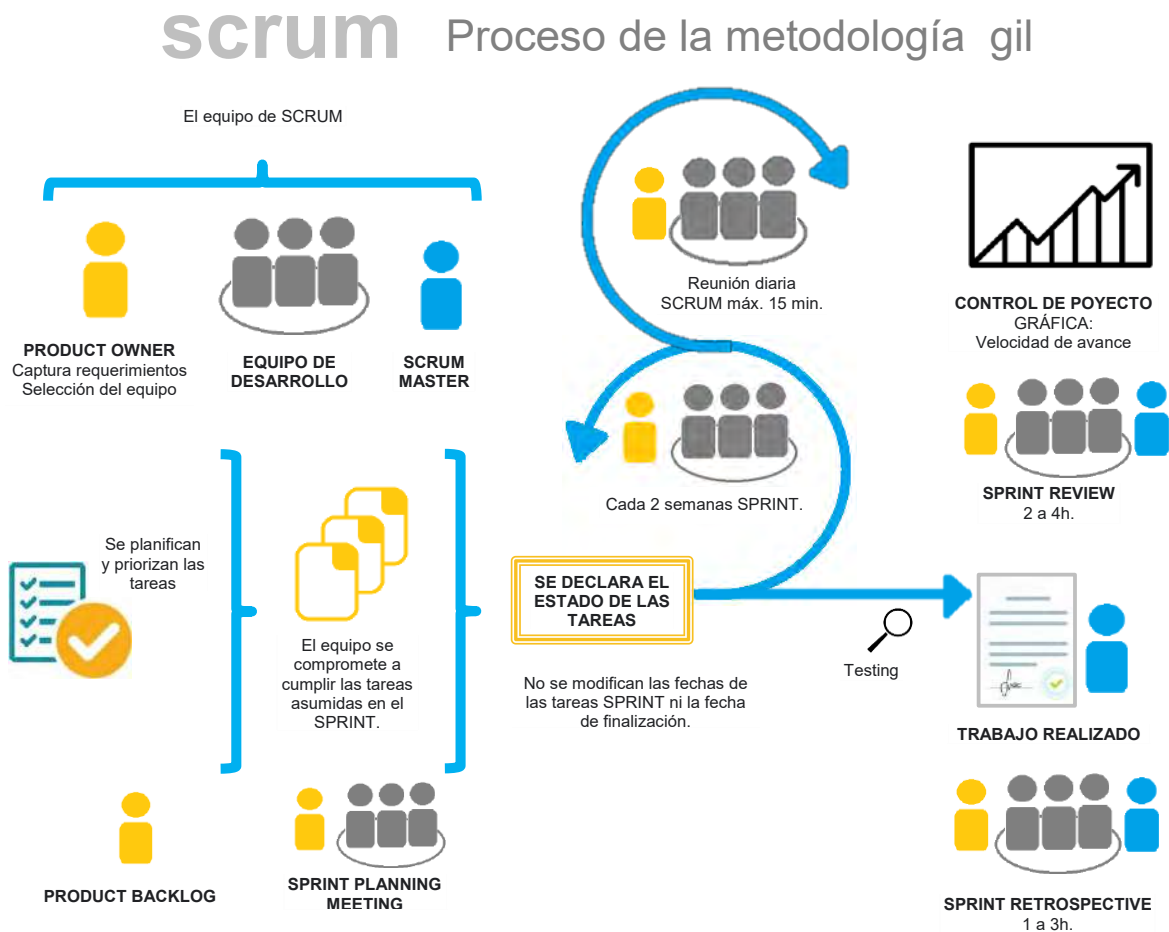 scrum Proceso de la metodología gil
El equipo de SCRUM
PRODUCT OWNER
Captura requerimientos
Selección del equipo
EQUIPO DE
DESARROLLO
SCRUM
MASTER
Reunión diaria
SCRUM máx. 15 min.
CONTROL DE POYECTO
GRÁFICA:
Velocidad de avance
Cada 2 semanas SPRINT.
SPRINT REVIEW
2 a 4h.
Se planifican
y priorizan las
tareas
El equipo se
compromete a
cumplir las tareas
asumidas en el
SPRINT.
SE DECLARA EL
ESTADO DE LAS
TAREAS
No se modifican las fechas de
las tareas SPRINT ni la fecha
de finalización.
Testing
TRABAJO REALIZADO
PRODUCT BACKLOG
SPRINT PLANNING
MEETING
SPRINT RETROSPECTIVE
1 a 3h.